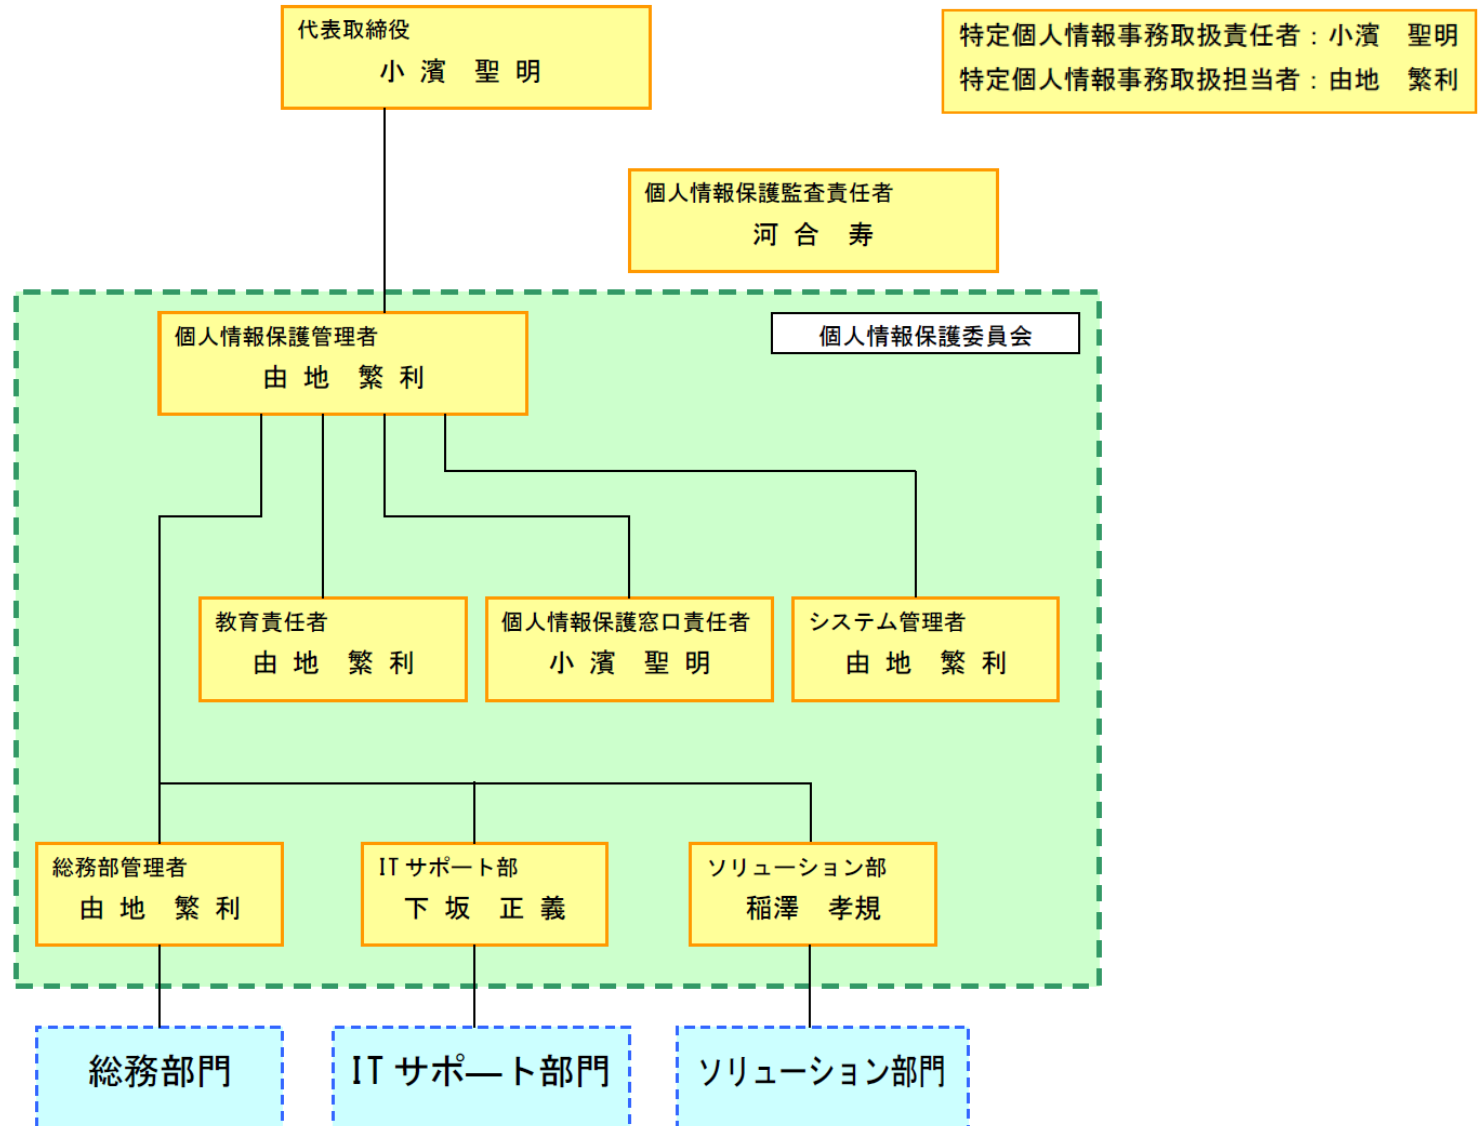 代表取締役
小 濱　聖 明
特定個人情報事務取扱責任者：小濱　聖明
特定個人情報事務取扱担当者：由地　繁利
個人情報保護監査責任者
河 合　寿
個人情報保護管理者
由 地　繁 利
個人情報保護委員会
教育責任者
由 地　繁 利
個人情報保護窓口責任者
小 濱　聖 明
システム管理者
由 地　繁 利
総務部管理者
由 地　繁 利
IT サポート部
下 坂　正 義
ソリューション部
稲澤　孝規
総務部門
IT サポート部門
ソリューション部門